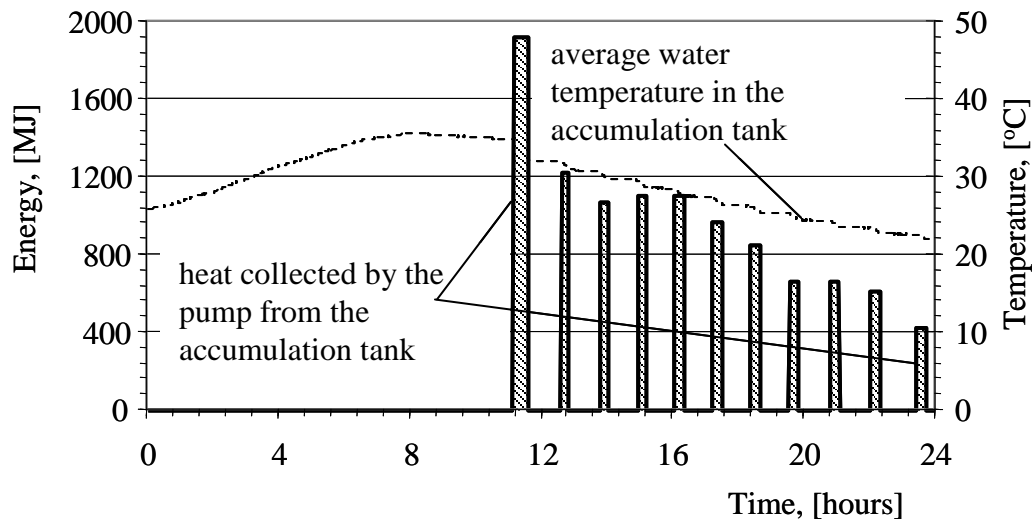 2000
1600
1200
800
400
0
Energy, [MJ]
50
40
30
20
10
0
Temperature, [ºC]
average water
temperature in the
accumulation tank
heat collected by the
pump from the
accumulation tank
0 4 8 12 16 20 24
Time, [hours]